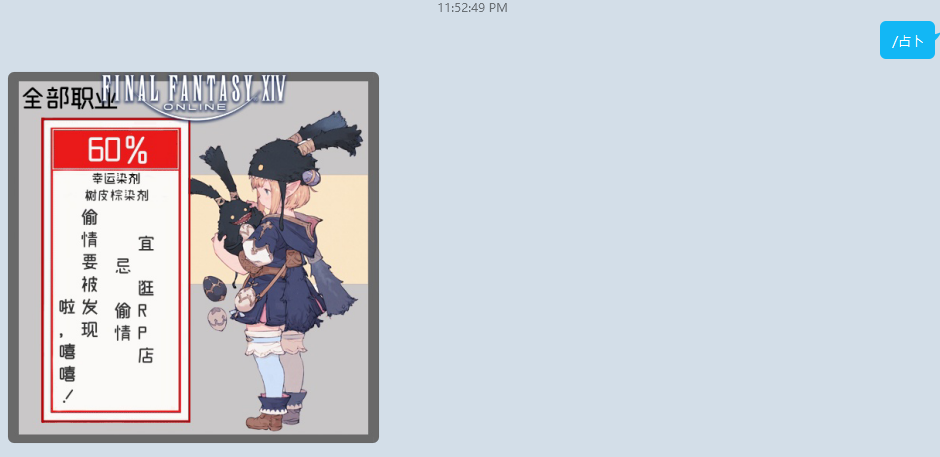 11:52:49 PM
/占卜
FINAL FANTASY XIV
ONLINE
全部职业
60%
幸运染剂
树皮棕染剂
宜 逛RP店
忌 偷情
偷情要被发现
啦，嘻嘻！